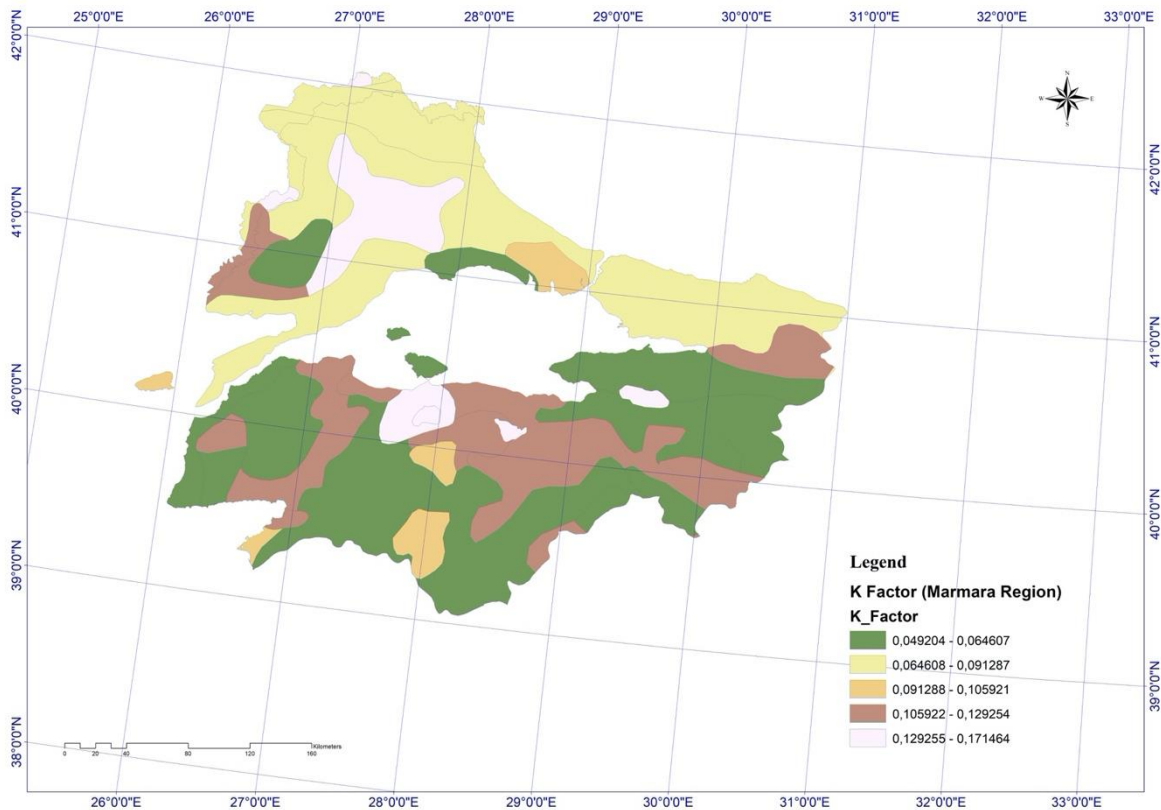 25°0'0"E 26°0'0"E 27°0'0"E 28°0'0"E 29°0'0"E 30°0'0"E 31°0'0"E 32°0'0"E 33°0'0"E
42°0'0"N
41°0'0"N
40°0'0"N
39°0'0"N
38°0'0"N
N
W E
S
42°0'0"N
41°0'0"N
40°0'0"N
39°0'0"N
Legend
K Factor (Marmara Region)
K_Factor
0,049204 - 0,064607
0,064608 - 0,091287
0,091288 - 0,105921
0,105922 - 0,129254
0,129255 - 0,171464
Kilometers
0 20 40 80 120 160
26°0'0"E 27°0'0"E 28°0'0"E 29°0'0"E 30°0'0"E 31°0'0"E 32°0'0"E 33°0'0"E